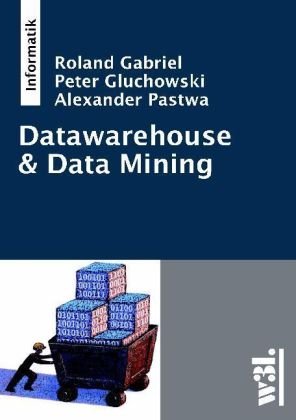 Informatik
Roland Gabriel
Peter Gluchowski
Alexander Pastwa
Datawarehouse
& Data Mining
w3l.